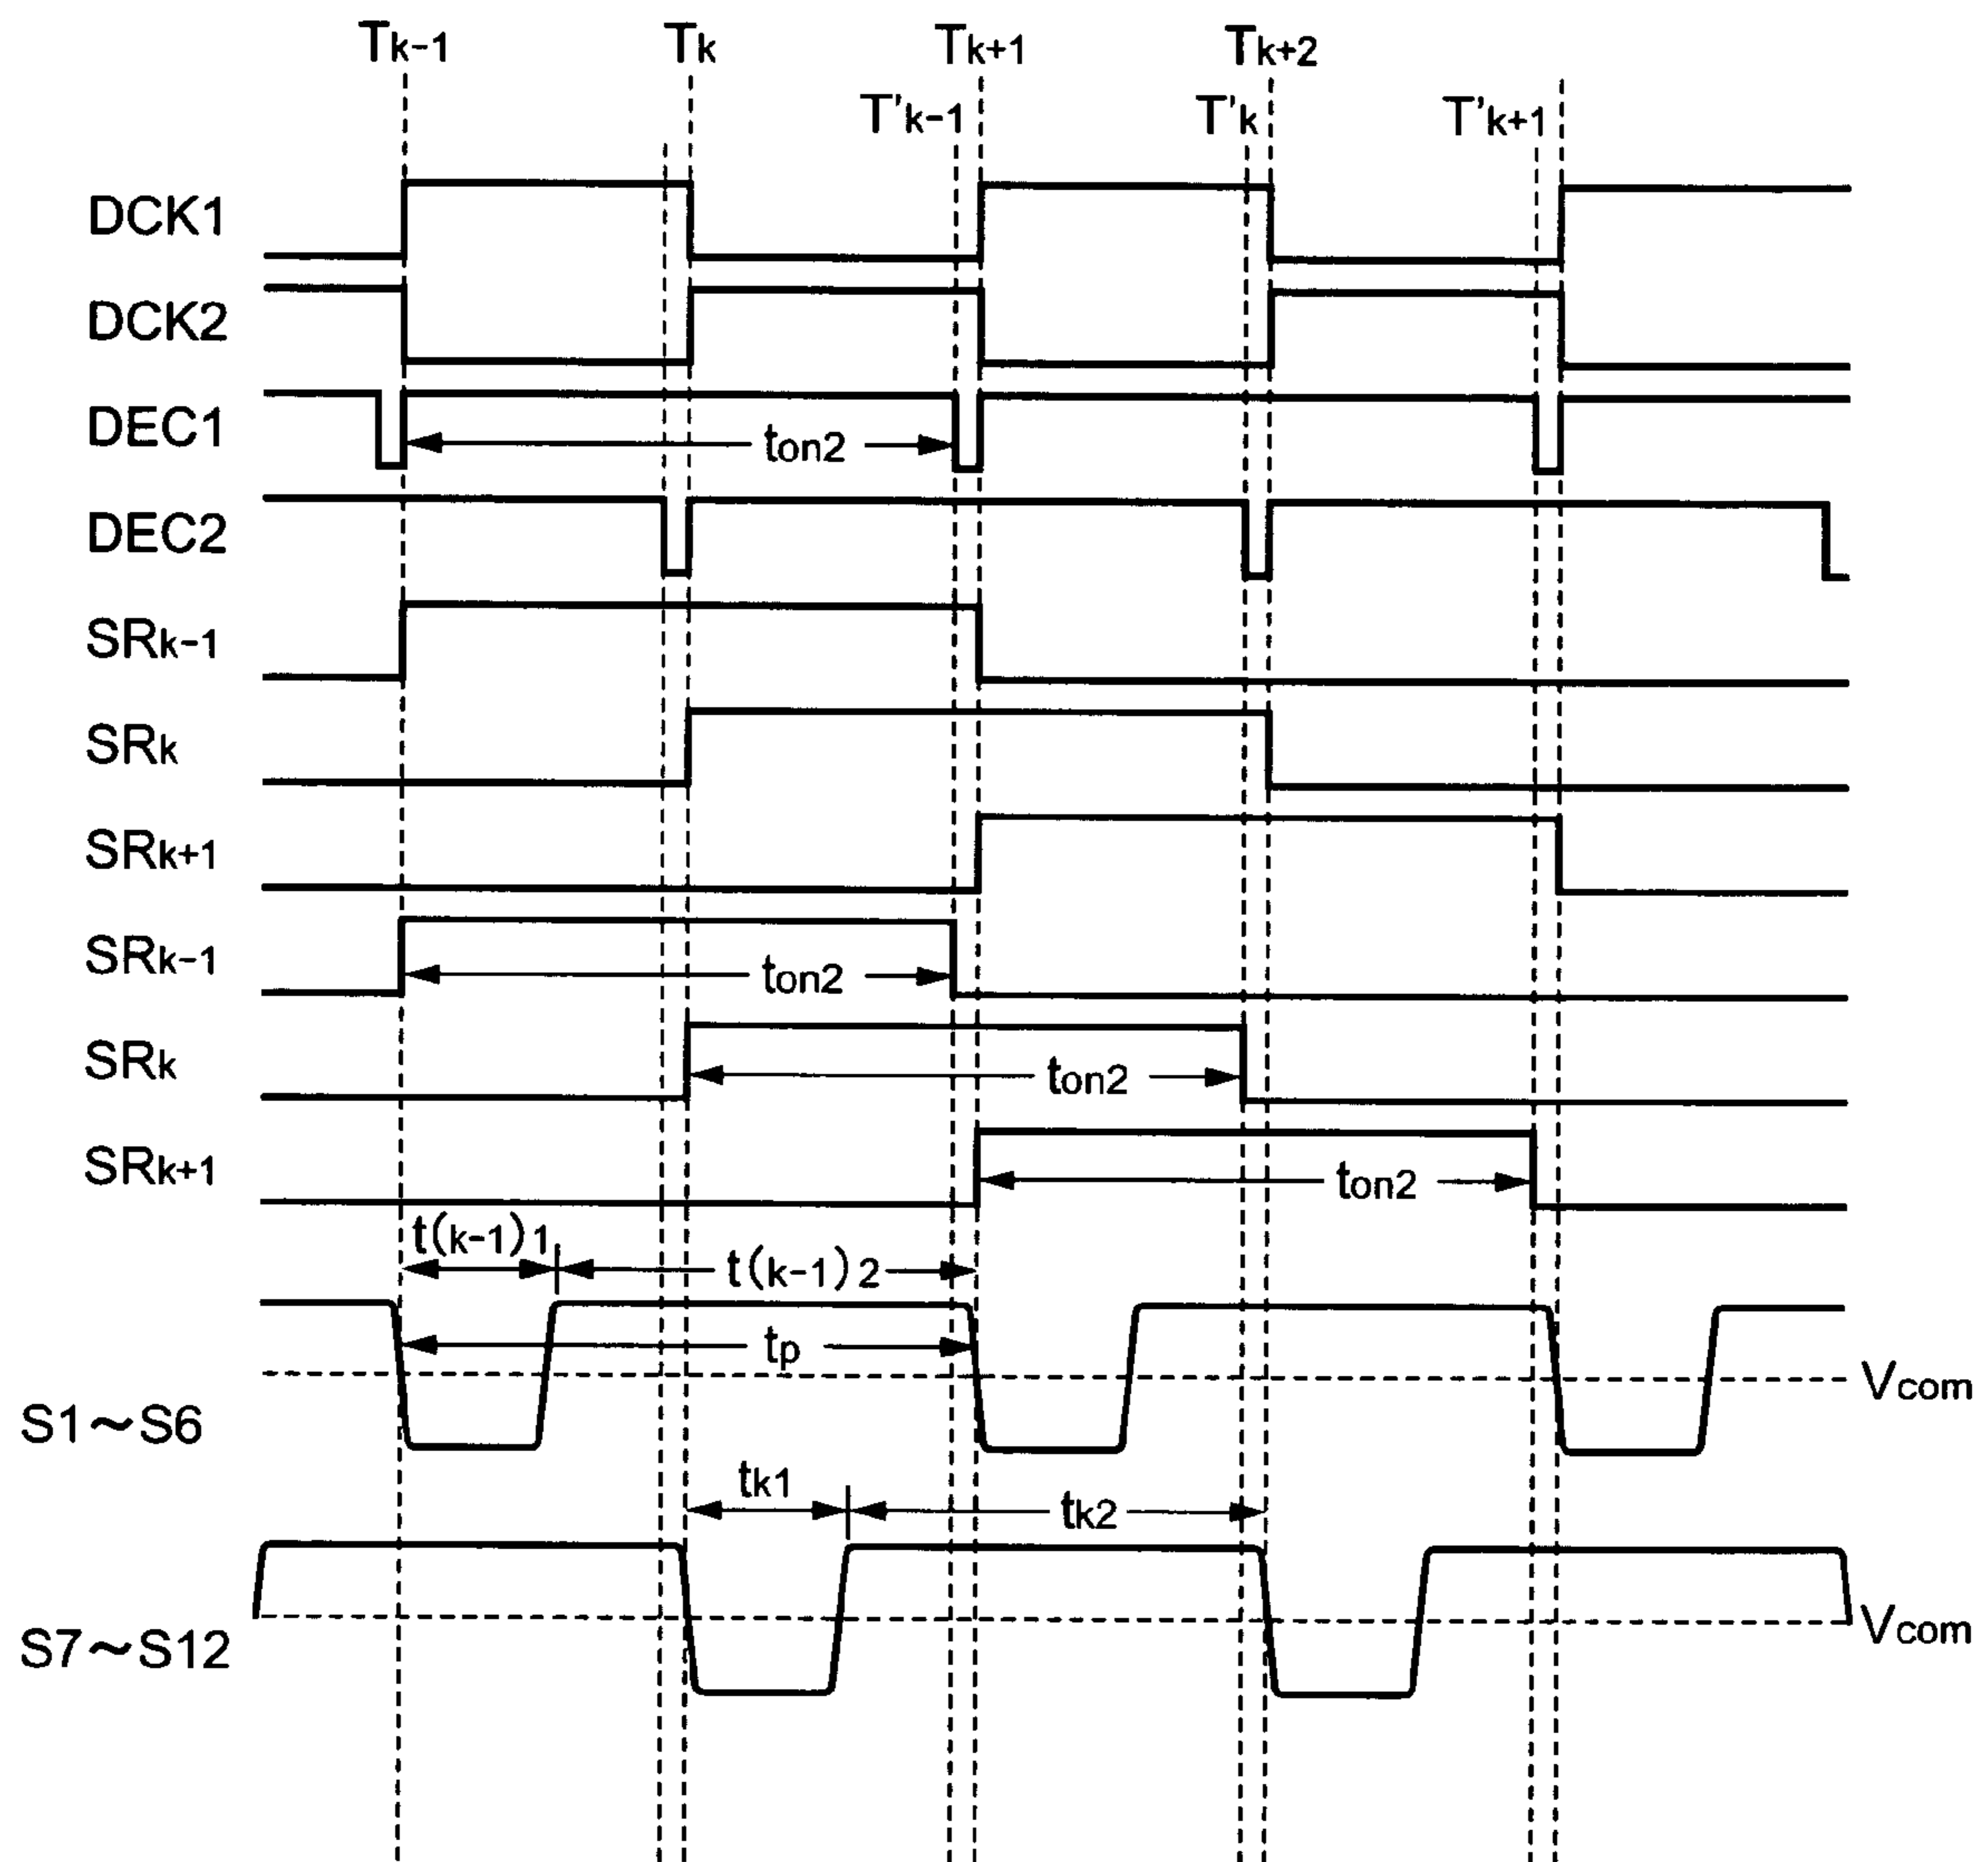 Tk-1 Tk Tk+1 Tk+2
T'k-1 T'k T'k+1
DCK1
DCK2
DEC1
ton2
DEC2
SRk-1
SRk
SRk+1
SRk-1
ton2
SRk
ton2
SRk+1
ton2
t(k-1)1
t(k-1)2
tp
Vcom
S1~S6
tk1
tk2
Vcom
S7~S12